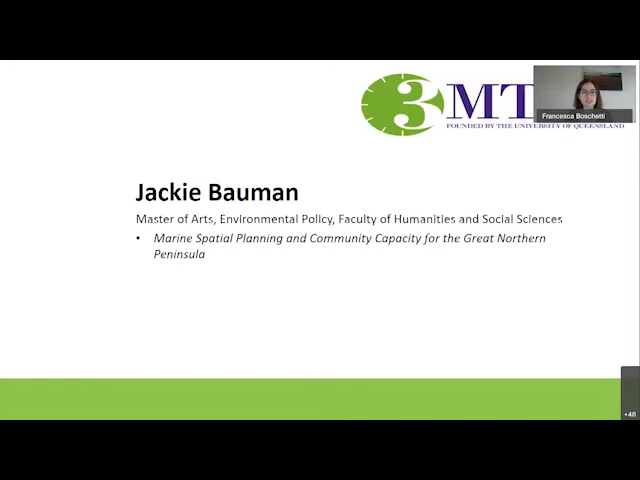 3MT
FOUNDED BY THE UNIVERSITY OF QUEENSLAND
Francesca Boschetti
Jackie Bauman
Master of Arts, Environmental Policy, Faculty of Humanities and Social Sciences
• Marine Spatial Planning and Community Capacity for the Great Northern
Peninsula
+48